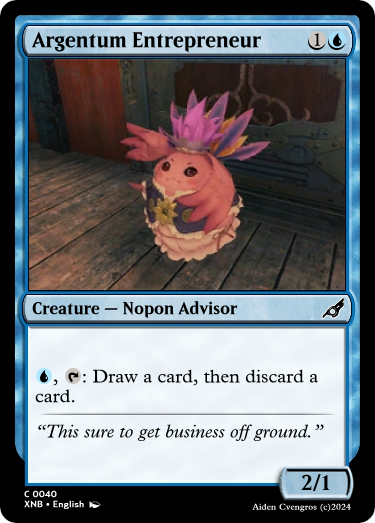 Argentum Entrepreneur 1
Creature — Nopon Advisor
, : Draw a card, then discard a
card.
“This sure to get business off ground.”
2/1
C 0040
XNB • English
Aiden Cvengros (c)2024